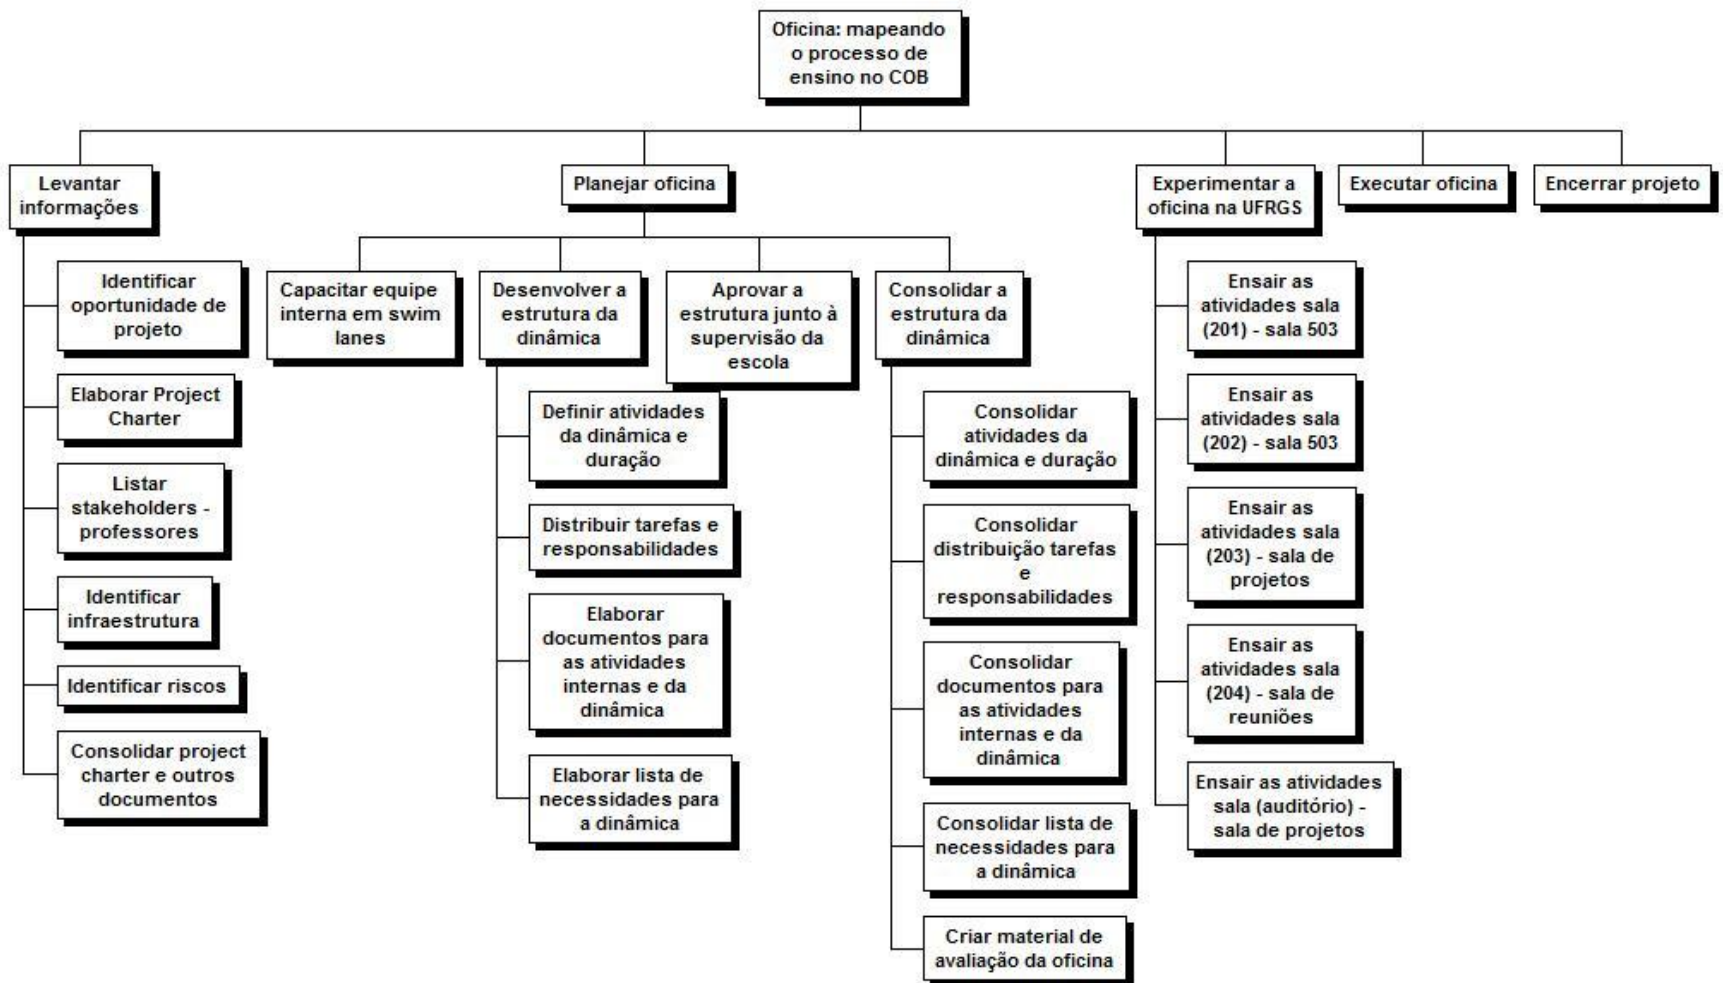 Oficina: mapeando
o processo de
ensino no COB
Levantar
informações
Planejar oficina
Experimentar a
oficina na UFRGS
Executar oficina
Encerrar projeto
Identificar
oportunidade de
projeto
Elaborar Project
Charter
Listar
stakeholders -
professores
Identificar
infraestrutura
Identificar riscos
Consolidar project
charter e outros
documentos
Capacitar equipe
interna em swim
lanes
Desenvolver a
estrutura da
dinâmica
Definir atividades
da dinâmica e
duração
Distribuir tarefas e
responsabilidades
Elaborar
documentos para
as atividades
internas e da
dinâmica
Elaborar lista de
necessidades para
a dinâmica
Aprovar a
estrutura junto à
supervisão da
escola
Consolidar a
estrutura da
dinâmica
Consolidar
atividades da
dinâmica e duração
Consolidar
distribuição tarefas
e
responsabilidades
Consolidar
documentos para
as atividades
internas e da
dinâmica
Consolidar lista de
necessidades para
a dinâmica
Criar material de
avaliação da oficina
Ensair as
atividades sala
(201) - sala 503
Ensair as
atividades sala
(202) - sala 503
Ensair as
atividades sala
(203) - sala de
projetos
Ensair as
atividades sala
(204) - sala de
reuniões
Ensair as atividades
sala (auditório) -
sala de projetos